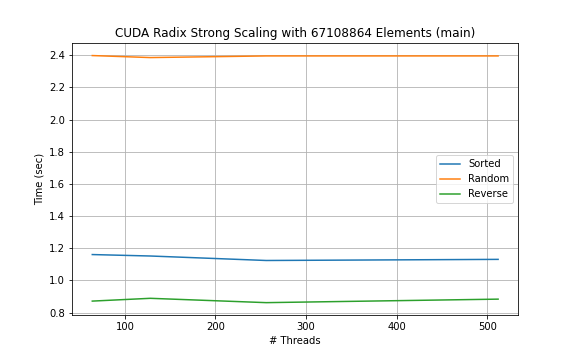 CUDA Radix Strong Scaling with 67108864 Elements (main)
2.4
2.2
2.0
1.8
1.6
1.4
1.2
1.0
0.8
Time (sec)
Sorted
Random
Reverse
100
200
300
400
500
# Threads